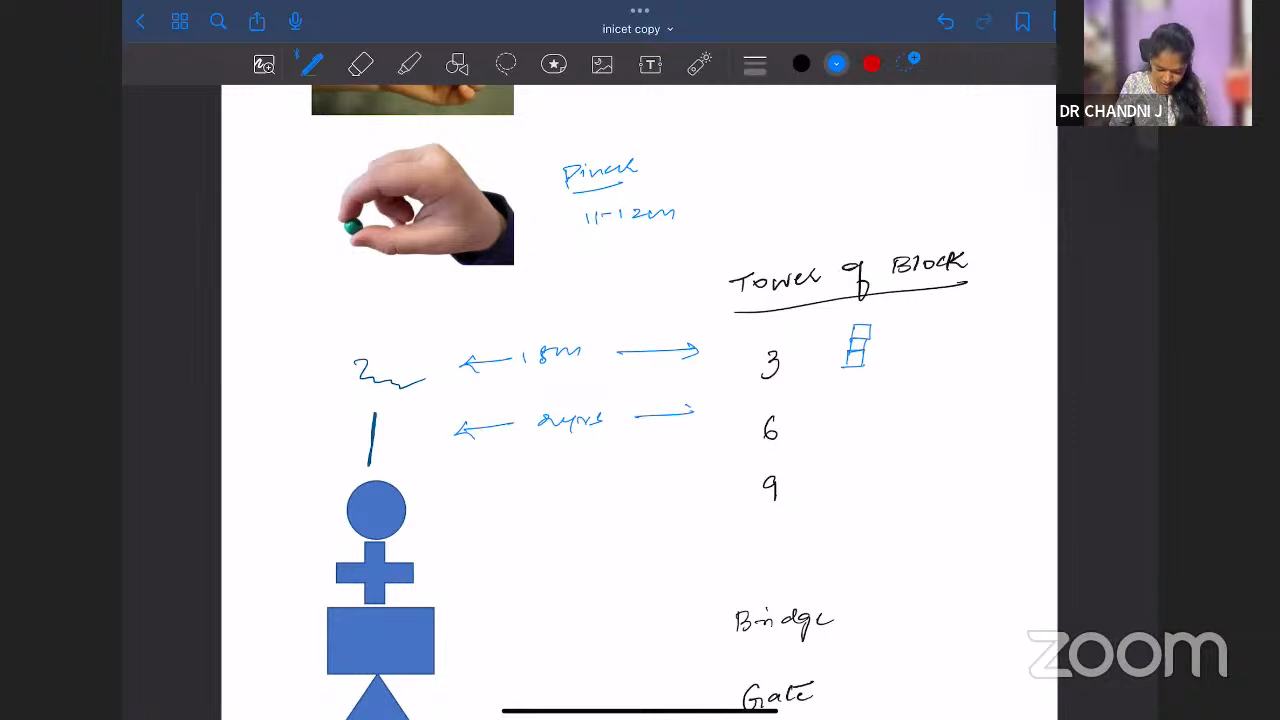 inicet copy
DR CHANDNI J
Pincer
11-12m
Tower of Block
18m
3
2yrs
6
9
Bridge
Gate
zoom